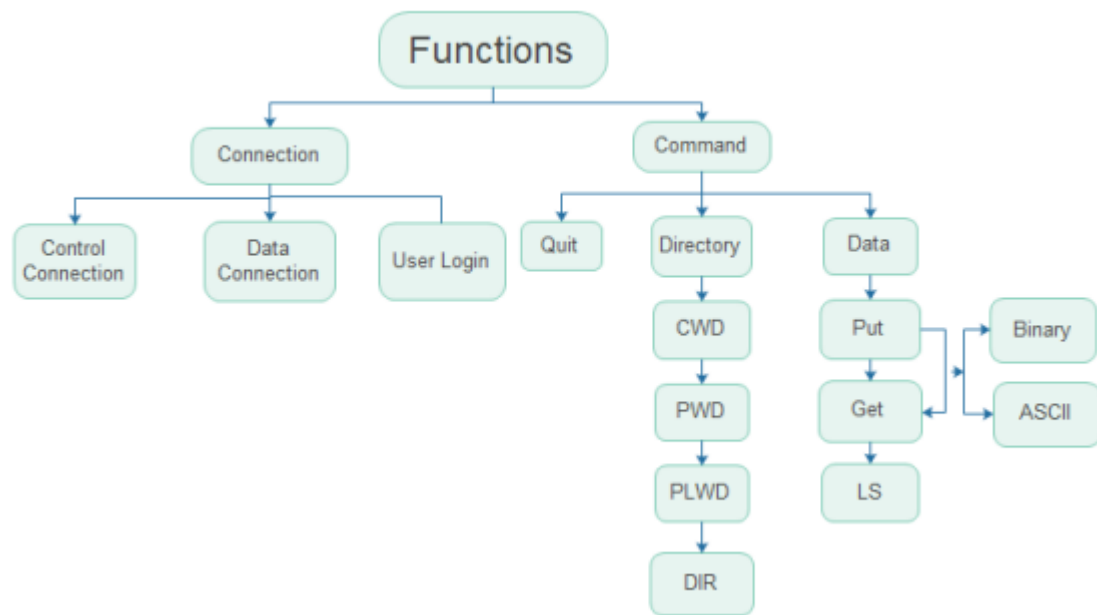 Functions
Connection
Command
Control
Connection
Data
Connection
User Login
Quit
Directory
Data
CWD
Put
Binary
PWD
Get
ASCII
PLWD
LS
DIR